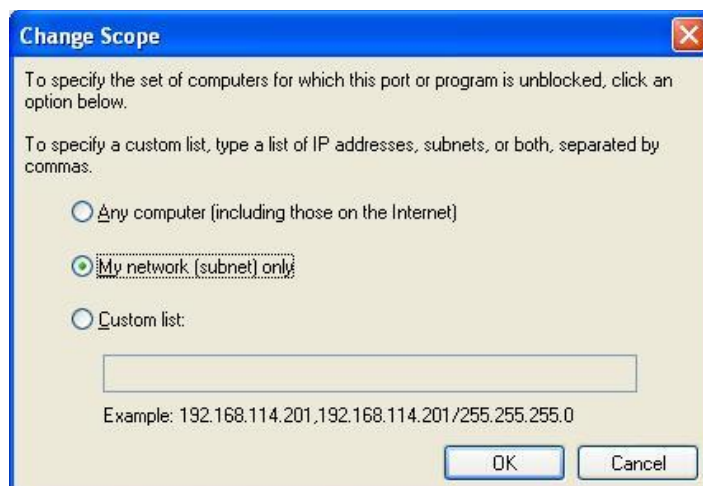 Change Scope
To specify the set of computers for which this port or program is unblocked, click an
option below.
To specify a custom list, type a list of IP addresses, subnets, or both, separated by
commas.
Any computer (including those on the Internet)
My network (subnet) only
Custom list:
Example: 192.168.114.201,192.168.114.201/255.255.255.0
OK Cancel